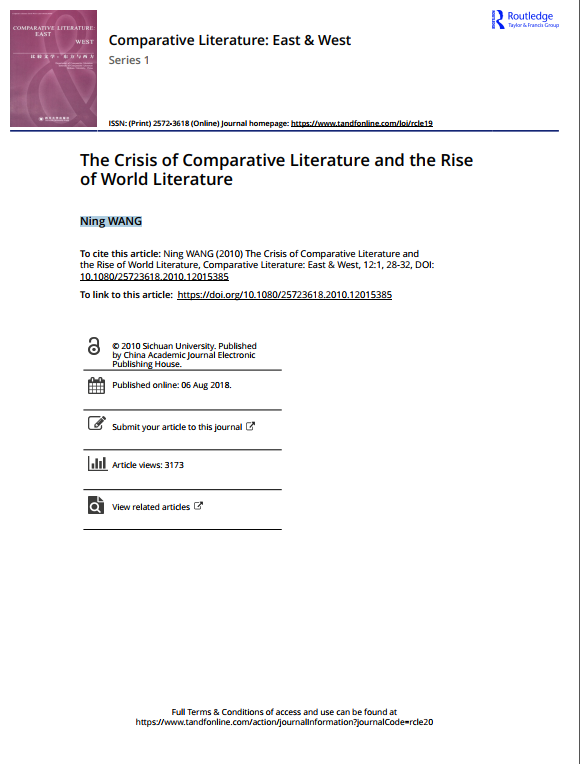 COMPARATIVE LITERATURE:
EAST
WEST
比较文学：东方与西方
Routledge
Taylor & Francis Group
Comparative Literature: East & West
Series 1
ISSN: (Print) 2572-3618 (Online) Journal homepage: https://www.tandfonline.com/loi/rcle19
The Crisis of Comparative Literature and the Rise
of World Literature
Ning WANG
To cite this article: Ning WANG (2010) The Crisis of Comparative Literature and
the Rise of World Literature, Comparative Literature: East & West, 12:1, 28-32, DOI:
10.1080/25723618.2010.12015385
To link to this article: https://doi.org/10.1080/25723618.2010.12015385
© 2010 Sichuan University. Published
by China Academic Journal Electronic
Publishing House.
Published online: 06 Aug 2018.
Submit your article to this journal
Article views: 3173
View related articles
Full Terms & Conditions of access and use can be found at
https://www.tandfonline.com/action/journalInformation?journalCode=rcle20